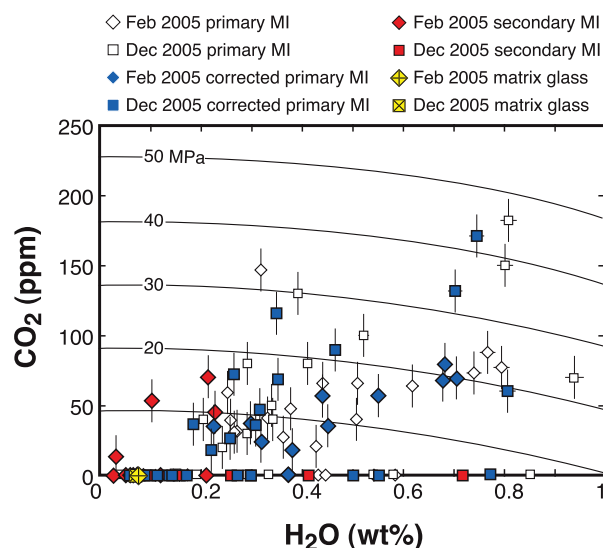 Feb 2005 primary MI
Dec 2005 primary MI
Feb 2005 corrected primary MI
Dec 2005 corrected primary MI
Feb 2005 secondary MI
Dec 2005 secondary MI
Feb 2005 matrix glass
Dec 2005 matrix glass
250
200
150
100
50
0
CO2 (ppm)
50 MPa
40
30
20
0
0.2
0.4
0.6
0.8
1
H2O (wt%)